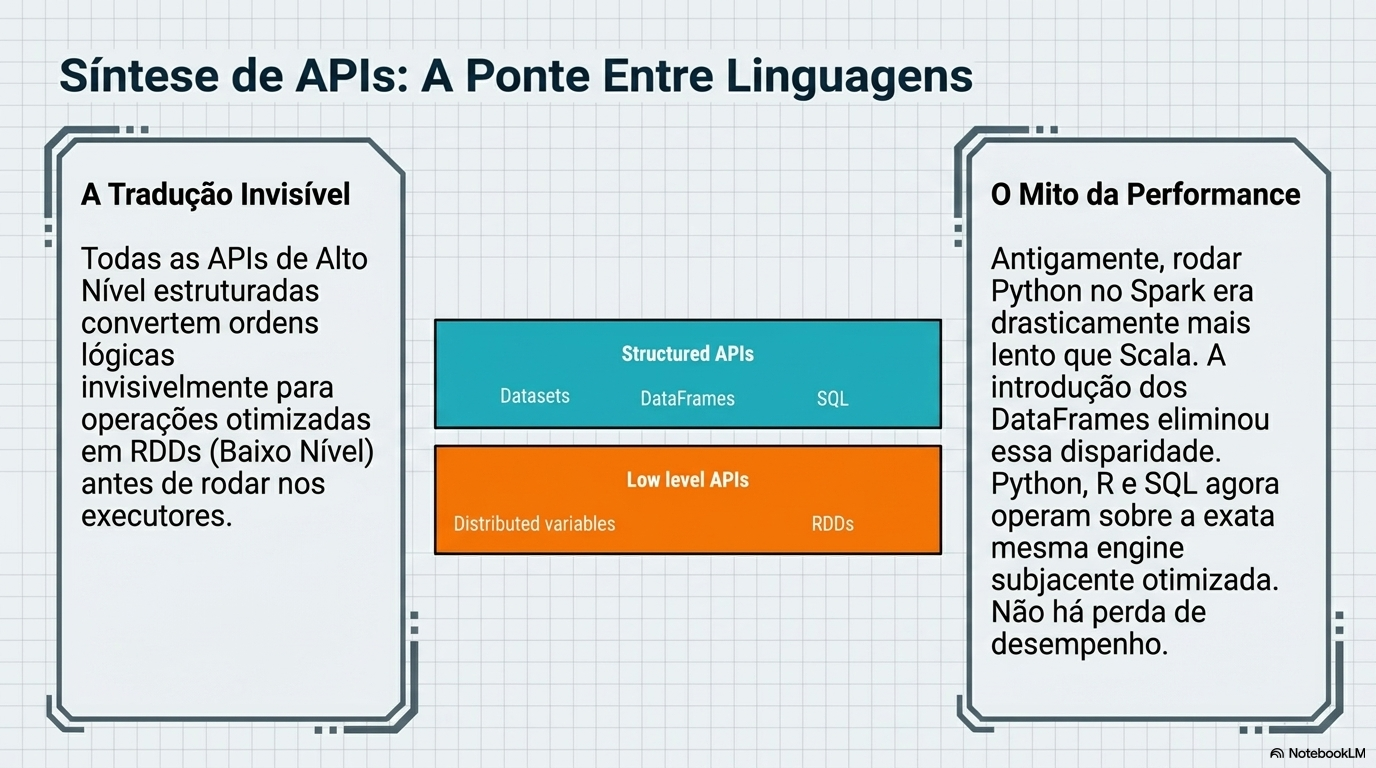 Síntese de APIs: A Ponte Entre Linguagens
A Tradução Invisível
Todas as APIs de Alto
Nível estruturadas
convertem ordens
lógicas
invisivelmente para
operações otimizadas
em RDDs (Baixo Nível)
antes de rodar nos
executores.
Structured APIs
Datasets
DataFrames
SQL
Low level APIs
Distributed variables
RDDs
O Mito da Performance
Antigamente, rodar
Python no Spark era
drasticamente mais
lento que Scala. A
introdução dos
DataFrames eliminou
essa disparidade.
Python, R e SQL agora
operam sobre a exata
mesma engine
subjacente otimizada.
Não há perda de
desempenho.
NotebookLM